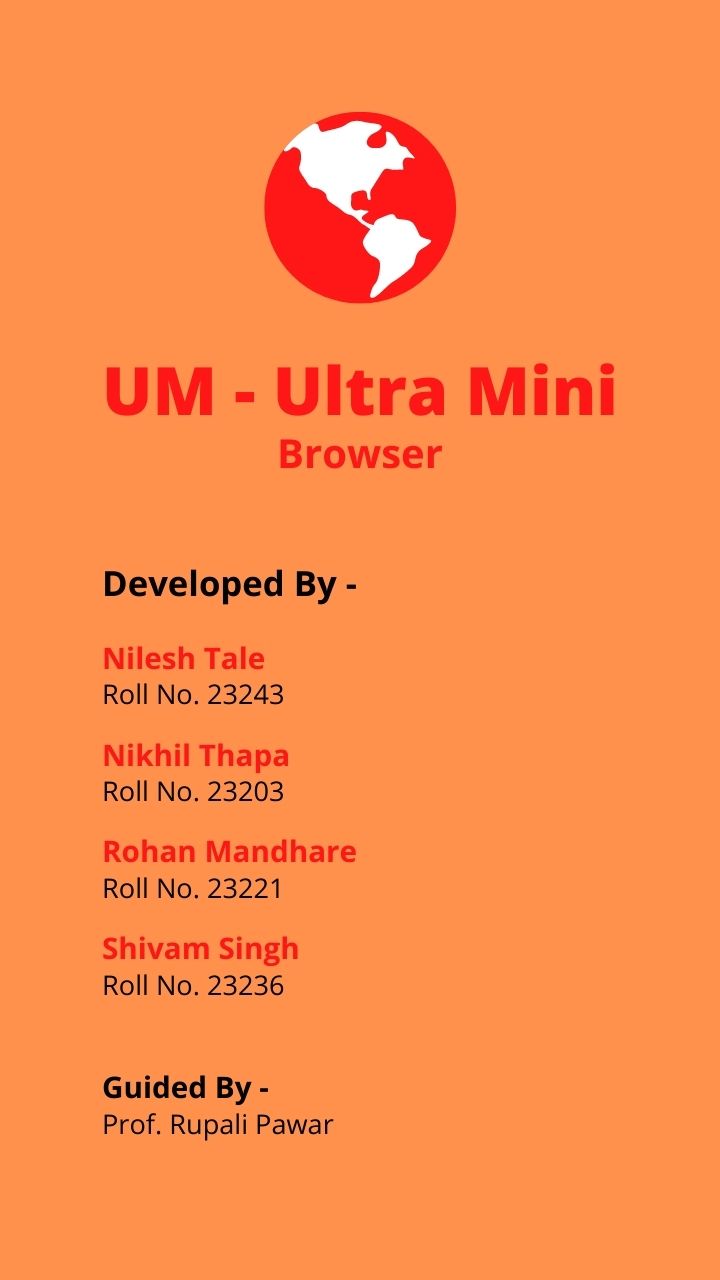 UM - Ultra Mini
Browser
Developed By -
Nilesh Tale
Roll No. 23243
Nikhil Thapa
Roll No. 23203
Rohan Mandhare
Roll No. 23221
Shivam Singh
Roll No. 23236
Guided By -
Prof. Rupali Pawar